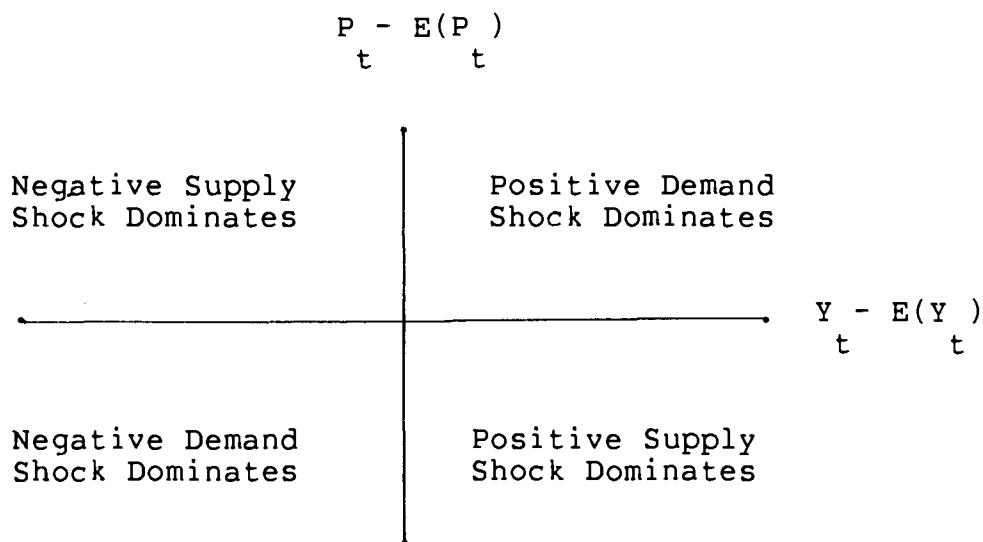 P - E(P )
t t
Negative Supply
Shock Dominates
Positive Demand
Shock Dominates
Y - E(Y )
t t
Negative Demand
Shock Dominates
Positive Supply
Shock Dominates